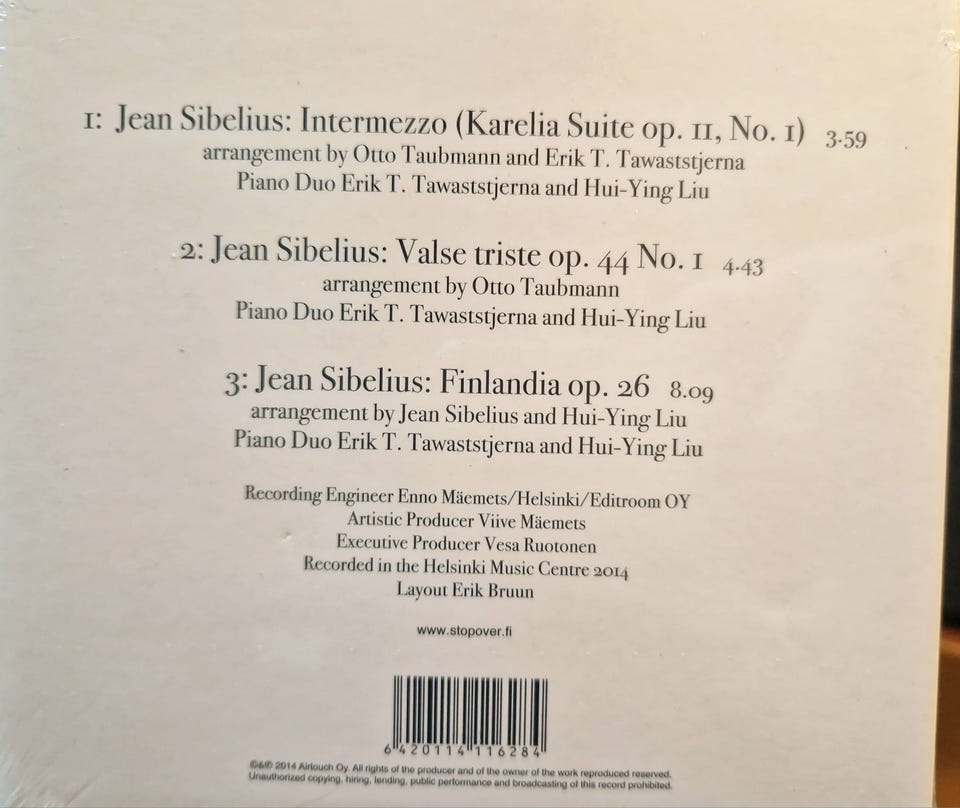 1: Jean Sibelius: Intermezzo (Karelia Suite op. 11, No. 1) 3.59
arrangement by Otto Taubmann and Erik T. Tawaststjerna
Piano Duo Erik T. Tawaststjerna and Hui-Ying Liu
2: Jean Sibelius: Valse triste op. 44 No. 1 4.43
arrangement by Otto Taubmann
Piano Duo Erik T. Tawaststjerna and Hui-Ying Liu
3: Jean Sibelius: Finlandia op. 26 8.09
arrangement by Jean Sibelius and Hui-Ying Liu
Piano Duo Erik T. Tawaststjerna and Hui-Ying Liu
Recording Engineer Enno Mäemets/Helsinki/Editroom OY
Artistic Producer Viive Mäemets
Executive Producer Vesa Ruotonen
Recorded in the Helsinki Music Centre 2014
Layout Erik Bruun
www.stopover.fi
6 420114 116284
©&℗ 2014 Airtouch Oy. All rights of the producer and of the owner of the work reproduced reserved.
Unauthorized copying, hiring, lending, public performance and broadcasting of this record prohibited.